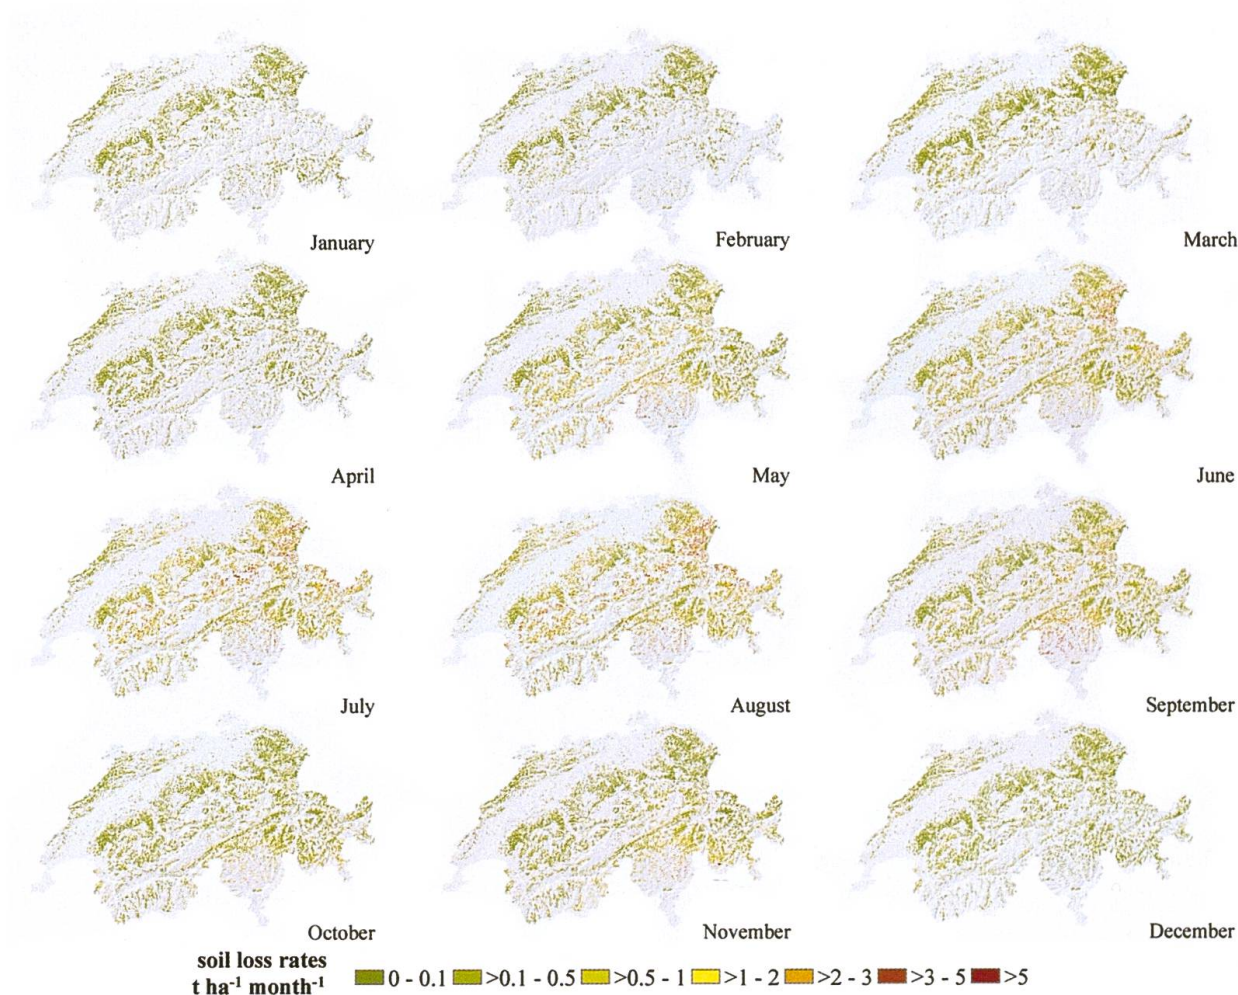 January
February
March
April
May
June
July
August
September
October
November
December
soil loss rates
t ha⁻¹ month⁻¹
0 - 0.1 >0.1 - 0.5 >0.5 - 1 >1 - 2 >2 - 3 >3 - 5 >5